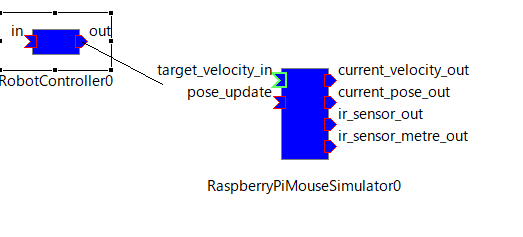 in out
RobotController0
target_velocity_in current_velocity_out
pose_update current_pose_out
ir_sensor_out
ir_sensor_metre_out
RaspberryPiMouseSimulator0